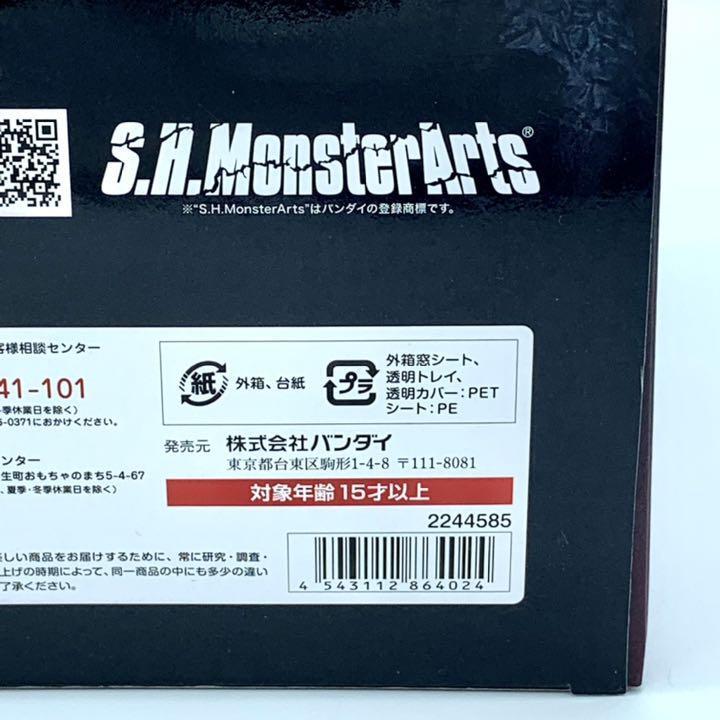 S.H.MonsterArts®
※“S.H.MonsterArts”はバンダイの登録商標です。
客様相談センター
41-101
冬季休業日を除く）
5-0371におかけください。
ンター
生町おもちゃのまち5-4-67
、夏季・冬季休業日を除く）
美しい商品をお届けするために、常に研究・調査・
上げの時期によって、同一商品の中にも多少の違い
了承ください。
紙
外箱、台紙
プラ
外箱窓シート、
透明トレイ、
透明カバー：PET
シート：PE
発売元 株式会社バンダイ
東京都台東区駒形1-4-8 〒111-8081
対象年齢 15才以上
2244585
4 543112 864024